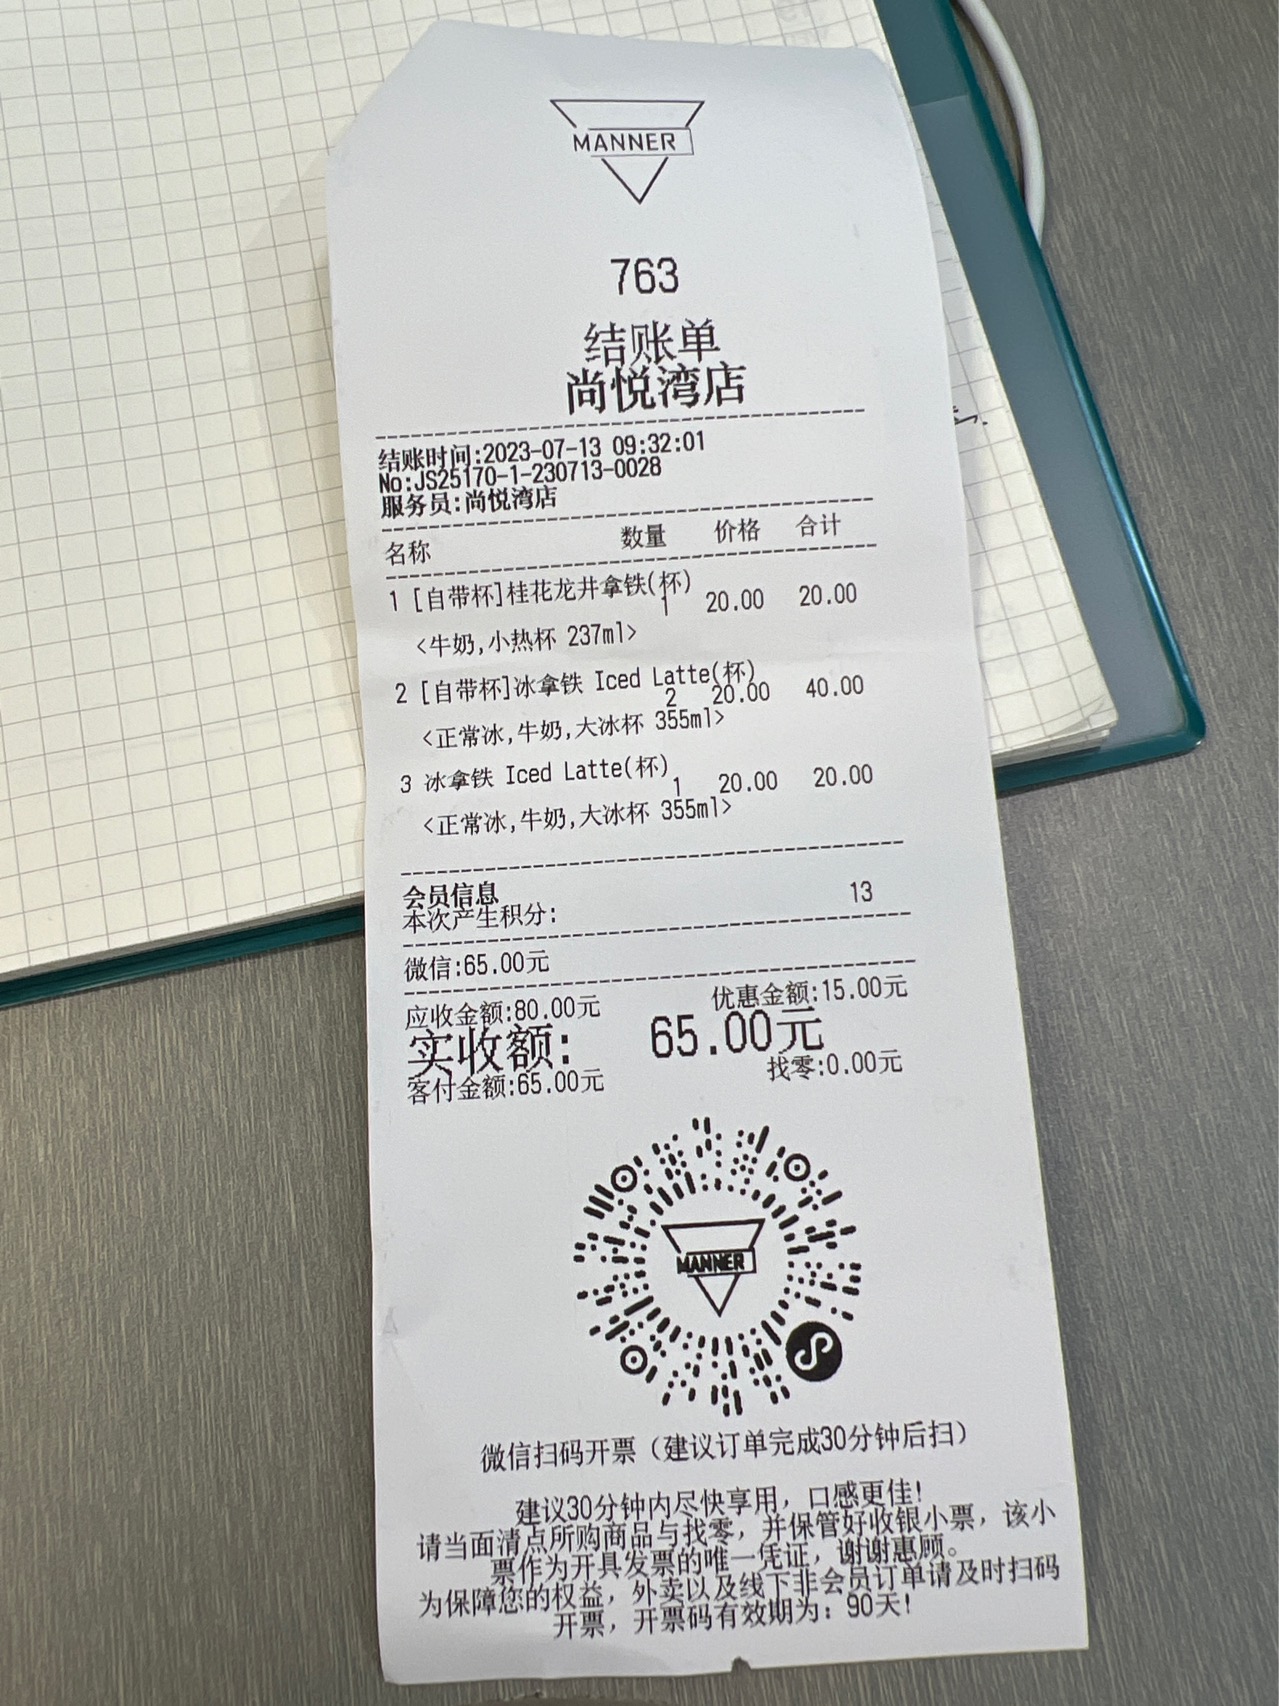 MANNER
763
结账单
尚悦湾店
结账时间:2023-07-13 09:32:01
No:JS25170-1-230713-0028
服务员:尚悦湾店
名称 数量 价格 合计
1 [自带杯]桂花龙井拿铁(杯)
1 20.00 20.00
<牛奶,小热杯 237ml>
2 [自带杯]冰拿铁 Iced Latte(杯)
2 20.00 40.00
<正常冰,牛奶,大冰杯 355ml>
3 冰拿铁 Iced Latte(杯)
1 20.00 20.00
<正常冰,牛奶,大冰杯 355ml>
会员信息
本次产生积分: 13
微信:65.00元
应收金额:80.00元 优惠金额:15.00元
实收额: 65.00元
客付金额:65.00元 找零:0.00元
MANNER
微信扫码开票（建议订单完成30分钟后扫）
建议30分钟内尽快享用，口感更佳!
请当面清点所购商品与找零，并保管好收银小票，该小
票作为开具发票的唯一凭证，谢谢惠顾。
为保障您的权益，外卖以及线下非会员订单请及时扫码
开票，开票码有效期为：90天!